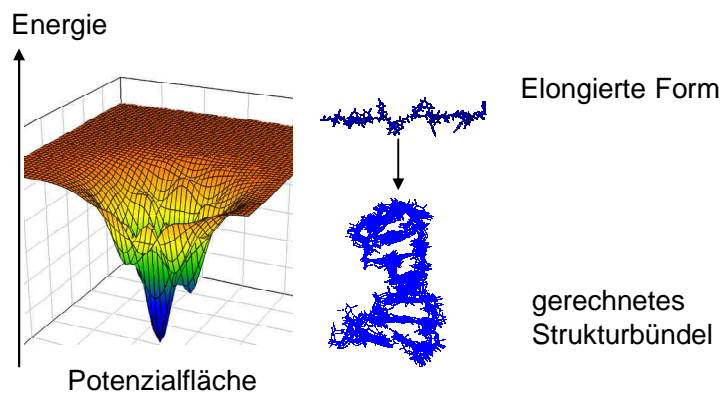 Energie
Elongierte Form
gerechnetes
Strukturbündel
Potenzialfläche